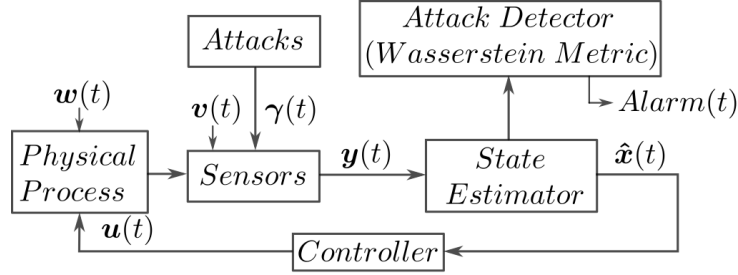 Attacks
Attack Detector
(Wasserstein Metric)
Alarm(t)
w(t)
v(t)
γ(t)
Physical
Process
Sensors
y(t)
State
Estimator
x̂(t)
u(t)
Controller